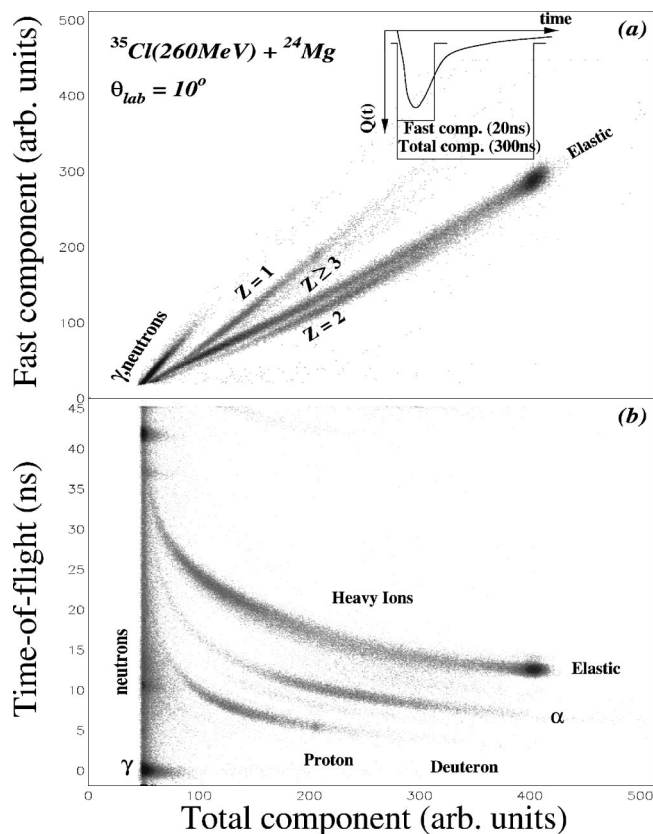 500
400
300
200
100
0
Fast component (arb. units)
³⁵Cl(260MeV) + ²⁴Mg
θlab = 10°
time
(a)
Q(t)
Fast comp. (20ns)
Total comp. (300ns)
Elastic
Z = 1
Z ≥ 3
Z = 2
γ,neutrons
45
40
35
30
25
20
15
10
5
0
Time-of-flight (ns)
(b)
Heavy Ions
neutrons
Elastic
α
γ
Proton
Deuteron
0
100
200
300
400
500
Total component (arb. units)